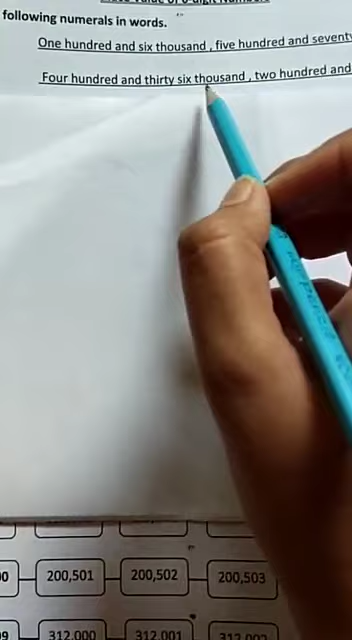 following numerals in words.
One hundred and six thousand , five hundred and
Four hundred and thirty six thousand , two hundred and
200,501 200,502 200,503
312,000 312,001